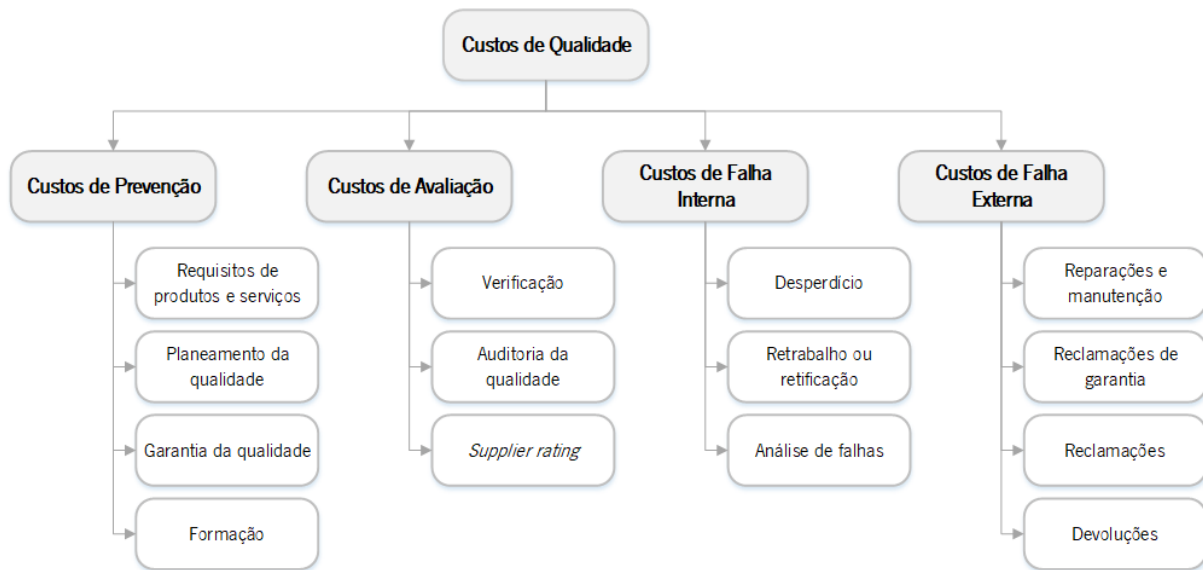 Custos de Qualidade
Custos de Prevenção
Requisitos de
produtos e serviços
Planeamento da
qualidade
Garantia da qualidade
Formação
Custos de Avaliação
Verificação
Auditoria da
qualidade
Supplier rating
Custos de Falha
Interna
Desperdício
Retrabalho ou
retificação
Análise de falhas
Custos de Falha
Externa
Reparações e
manutenção
Reclamações de
garantia
Reclamações
Devoluções